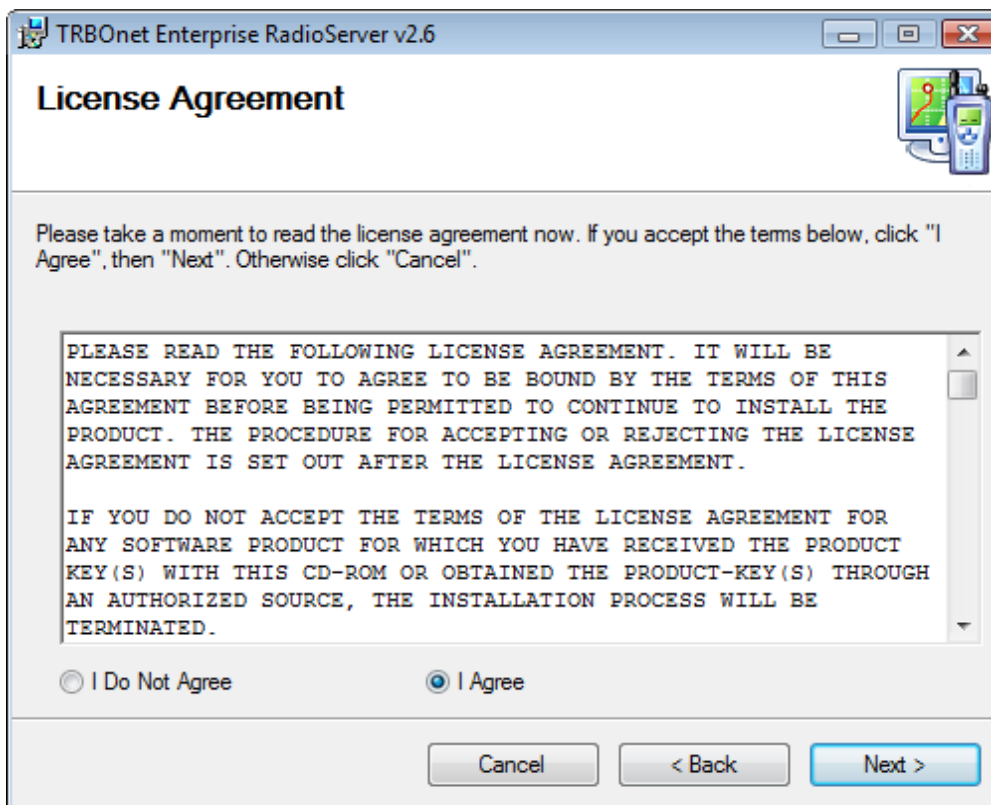 TRBOnet Enterprise RadioServer v2.6
License Agreement
Please take a moment to read the license agreement now. If you accept the terms below, click "I
Agree", then "Next". Otherwise click "Cancel".
PLEASE READ THE FOLLOWING LICENSE AGREEMENT. IT WILL BE
NECESSARY FOR YOU TO AGREE TO BE BOUND BY THE TERMS OF THIS
AGREEMENT BEFORE BEING PERMITTED TO CONTINUE TO INSTALL THE
PRODUCT. THE PROCEDURE FOR ACCEPTING OR REJECTING THE LICENSE
AGREEMENT IS SET OUT AFTER THE LICENSE AGREEMENT.
IF YOU DO NOT ACCEPT THE TERMS OF THE LICENSE AGREEMENT FOR
ANY SOFTWARE PRODUCT FOR WHICH YOU HAVE RECEIVED THE PRODUCT
KEY(S) WITH THIS CD-ROM OR OBTAINED THE PRODUCT-KEY(S) THROUGH
AN AUTHORIZED SOURCE, THE INSTALLATION PROCESS WILL BE
TERMINATED.
I Do Not Agree I Agree
Cancel < Back Next >